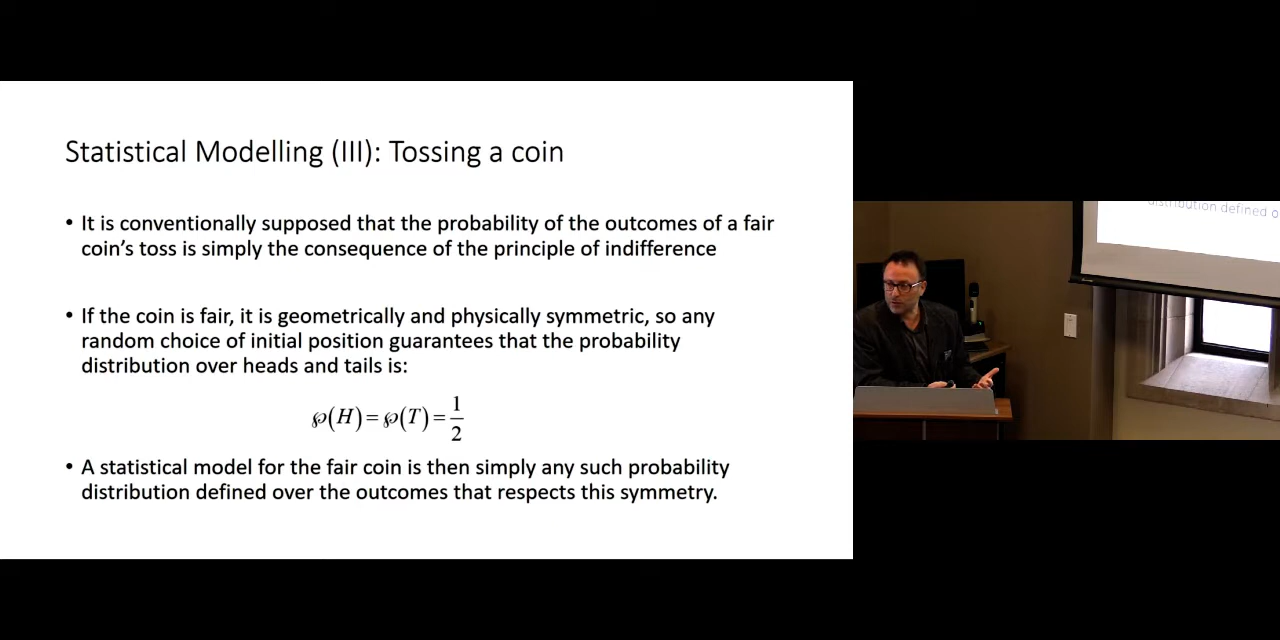 Statistical Modelling (III): Tossing a coin
• It is conventionally supposed that the probability of the outcomes of a fair
coin's toss is simply the consequence of the principle of indifference
• If the coin is fair, it is geometrically and physically symmetric, so any
random choice of initial position guarantees that the probability
distribution over heads and tails is:
℘(H) = ℘(T) = 1/2
• A statistical model for the fair coin is then simply any such probability
distribution defined over the outcomes that respects this symmetry.
distribution defined o